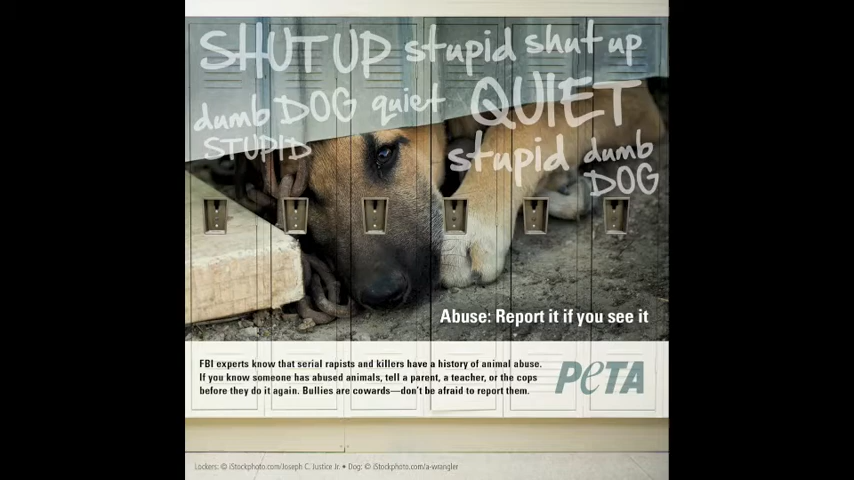 SHUT UP stupid shut up
dumb DOG quiet QUIET
STUPID stupid dumb
DOG
Abuse: Report it if you see it
FBI experts know that serial rapists and killers have a history of animal abuse.
If you know someone has abused animals, tell a parent, a teacher, or the cops
before they do it again. Bullies are cowards—don't be afraid to report them.
PeTA
Lockers: © iStockphoto.com/Joseph C. Justice Jr. • Dog: © iStockphoto.com/a-wrangler